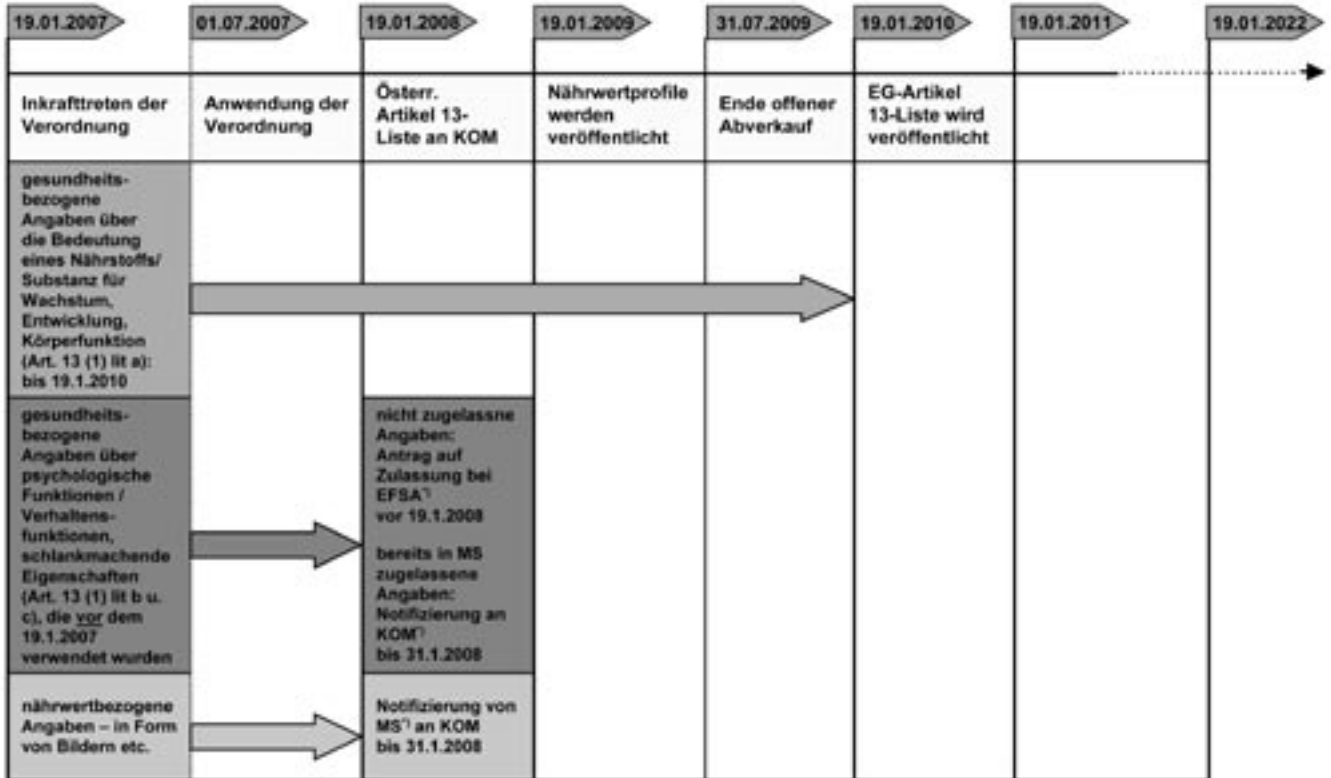 19.01.2007
01.07.2007
19.01.2008
19.01.2009
31.07.2009
19.01.2010
19.01.2011
19.01.2022
Inkrafttreten der
Verordnung
Anwendung der
Verordnung
Österr.
Artikel 13-
Liste an KOM
Nährwertprofile
werden
veröffentlicht
Ende offener
Abverkauf
EG-Artikel
13-Liste wird
veröffentlicht
gesundheits-
bezogene
Angaben über
die Bedeutung
eines Nährstoffs/
Substanz für
Wachstum,
Entwicklung,
Körperfunktion
(Art. 13 (1) lit a):
bis 19.1.2010
gesundheits-
bezogene
Angaben über
psychologische
Funktionen /
Verhaltens-
funktionen,
schlankmachende
Eigenschaften
(Art. 13 (1) lit b u.
c), die vor dem
19.1.2007
verwendet wurden
nicht zugelassne
Angaben:
Antrag auf
Zulassung bei
EFSA*)
vor 19.1.2008
bereits in MS
zugelassene
Angaben:
Notifizierung an
KOM*)
bis 31.1.2008
nährwertbezogene
Angaben – in Form
von Bildern etc.
Notifizierung von
MS*) an KOM
bis 31.1.2008